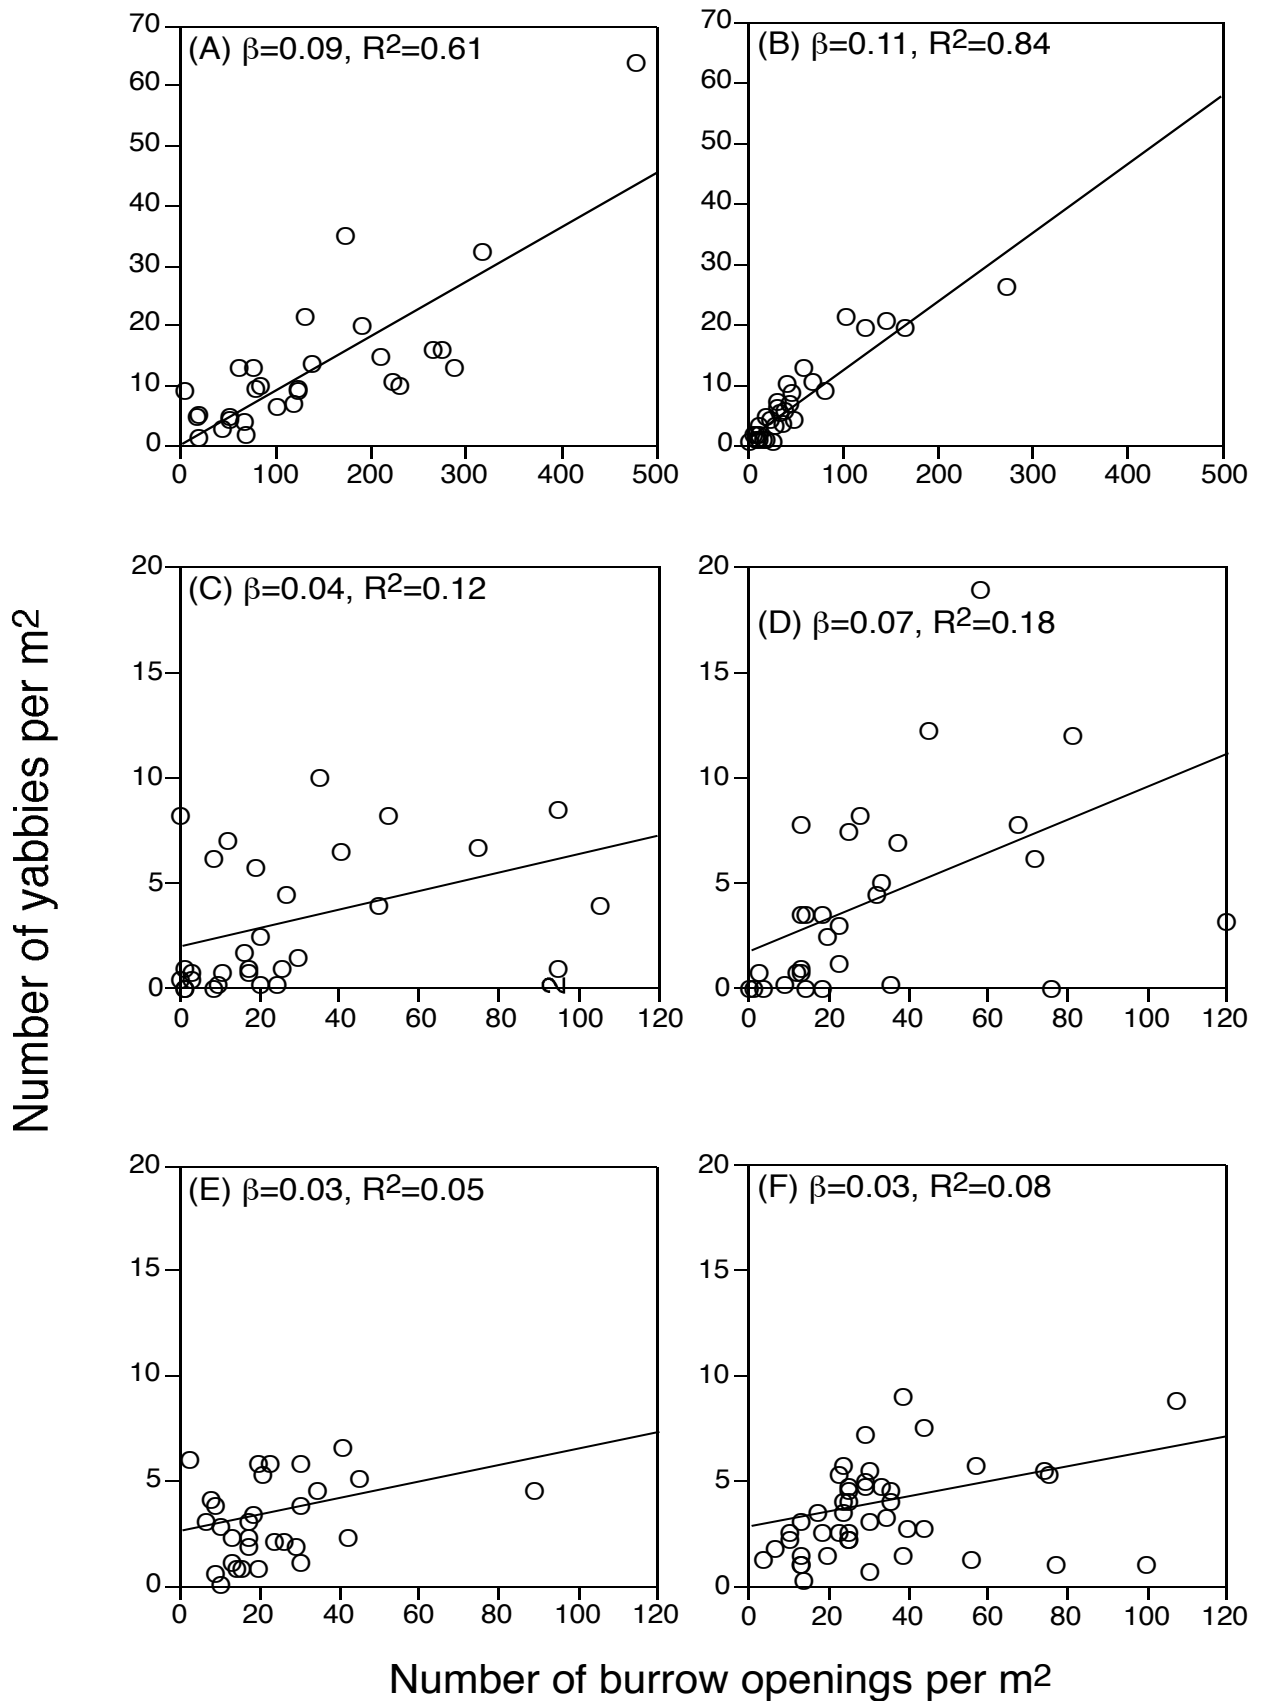 (A) β=0.09, R2=0.61
70
60
50
40
30
20
10
0
0 100 200 300 400 500
(B) β=0.11, R2=0.84
70
60
50
40
30
20
10
0
0 100 200 300 400 500
(C) β=0.04, R2=0.12
20
15
10
5
0
0 20 40 60 80 100 120
(D) β=0.07, R2=0.18
20
15
10
5
0
0 20 40 60 80 100 120
(E) β=0.03, R2=0.05
20
15
10
5
0
0 20 40 60 80 100 120
(F) β=0.03, R2=0.08
20
15
10
5
0
0 20 40 60 80 100 120
Number of yabbies per m2
Number of burrow openings per m2